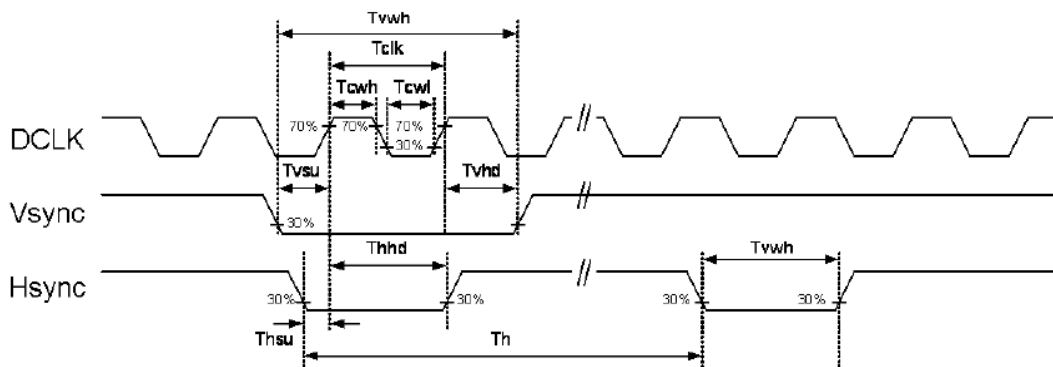 Tvwh
Tclk
Tcwh Tcwl
DCLK 70% 70% 70% //
30%
Tvsu Tvhd
Vsync 30% //
Thhd Tvwh
Hsync //
30% 30% 30% 30%
Thsu Th